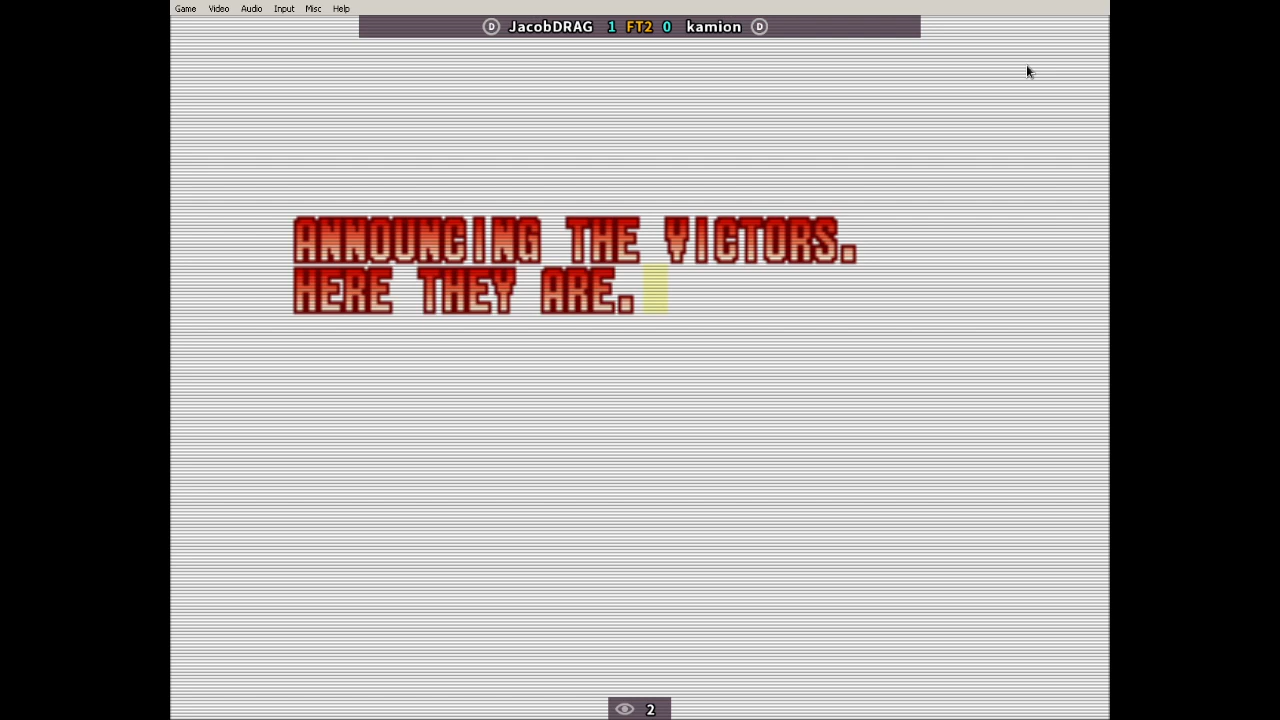 Game Video Audio Input Misc Help
D JacobDRAG 1 FT2 0 kamion D
ANNOUNCING THE VICTORS.
HERE THEY ARE.
2